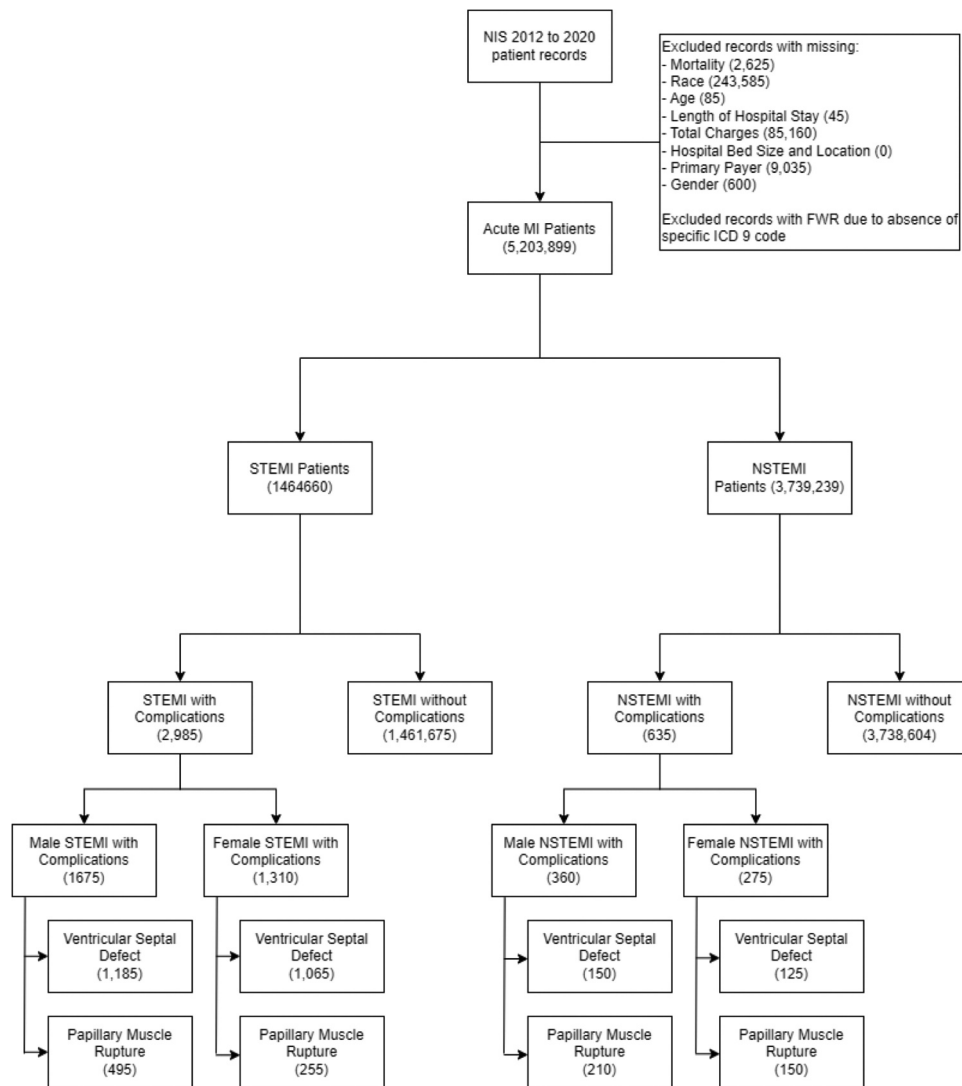 NIS 2012 to 2020
patient records
Excluded records with missing:
- Mortality (2,625)
- Race (243,585)
- Age (85)
- Length of Hospital Stay (45)
- Total Charges (85,160)
- Hospital Bed Size and Location (0)
- Primary Payer (9,035)
- Gender (600)
Excluded records with FWR due to absence of
specific ICD 9 code
Acute MI Patients
(5,203,899)
STEMI Patients
(1464660)
NSTEMI
Patients (3,739,239)
STEMI with
Complications
(2,985)
STEMI without
Complications
(1,461,675)
NSTEMI with
Complications
(635)
NSTEMI without
Complications
(3,738,604)
Male STEMI with
Complications
(1675)
Female STEMI with
Complications
(1,310)
Male NSTEMI with
Complications
(360)
Female NSTEMI with
Complications
(275)
Ventricular Septal
Defect
(1,185)
Ventricular Septal
Defect
(1,065)
Ventricular Septal
Defect
(150)
Ventricular Septal
Defect
(125)
Papillary Muscle
Rupture
(495)
Papillary Muscle
Rupture
(255)
Papillary Muscle
Rupture
(210)
Papillary Muscle
Rupture
(150)